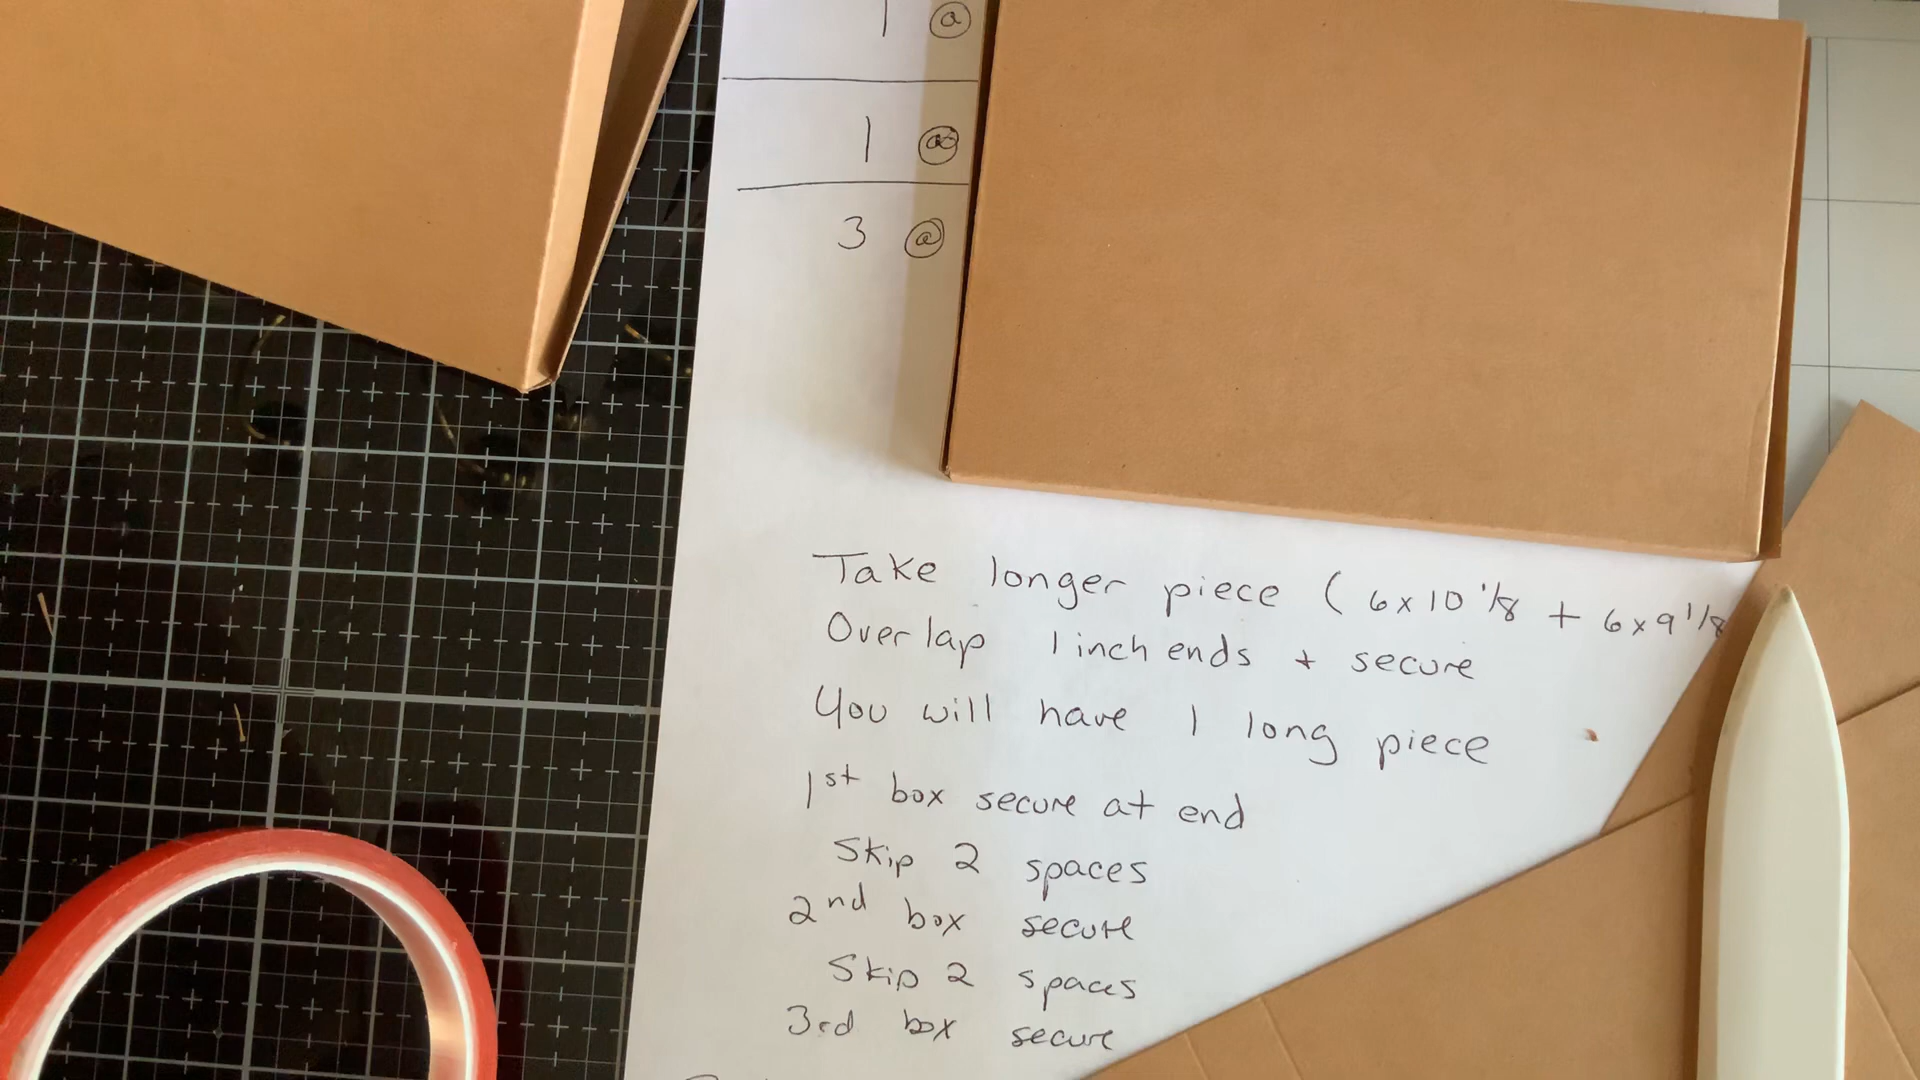 1 @
1 @
3 @
Take longer piece ( 6x10 1/8 + 6x9 1/8
Overlap 1 inch ends + secure
You will have 1 long piece
1st box secure at end
Skip 2 spaces
2nd box secure
Skip 2 spaces
3rd box secure